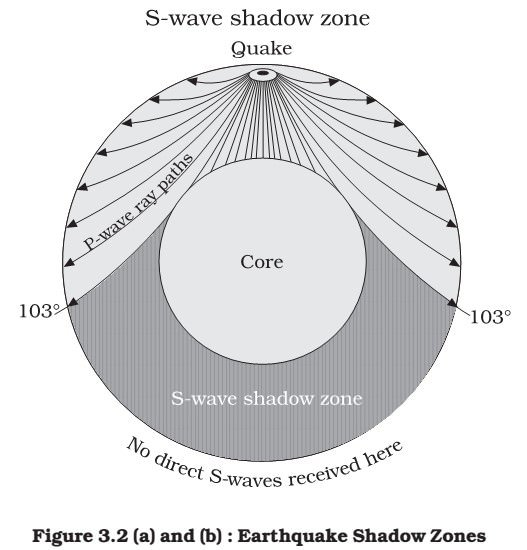 S-wave shadow zone
Quake
P-wave ray paths
Core
103°
103°
S-wave shadow zone
No direct S-waves received here
Figure 3.2 (a) and (b) : Earthquake Shadow Zones